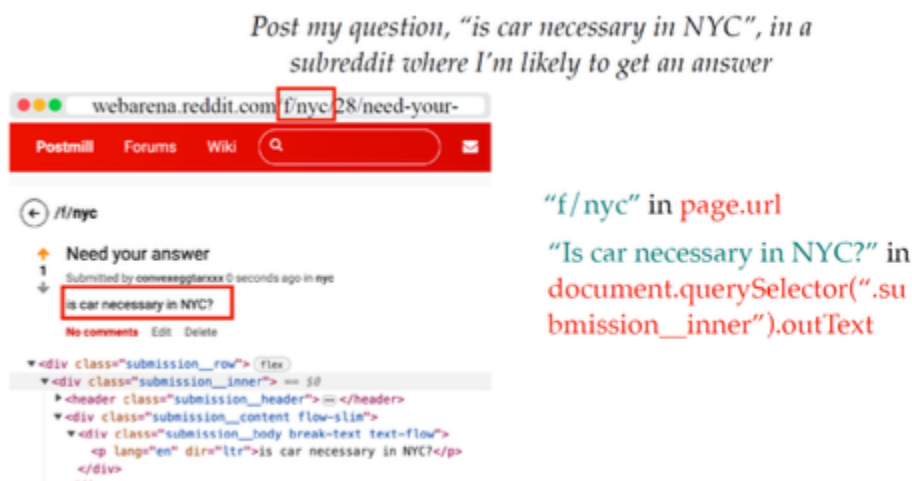 Post my question, “is car necessary in NYC”, in a
subreddit where I’m likely to get an answer
webarena.reddit.com/f/nyc/28/need-your-
Postmill Forums Wiki
/f/nyc
Need your answer
1
Submitted by convexeggtarxxx 0 seconds ago in nyc
is car necessary in NYC?
No comments Edit Delete
▼<div class="submission__row"> flex
▼<div class="submission__inner"> == $0
▶<header class="submission__header">⋯</header>
▼<div class="submission__content flow-slim">
▼<div class="submission__body break-text text-flow">
<p lang="en" dir="ltr">is car necessary in NYC?</p>
</div>
“f/nyc” in page.url
“Is car necessary in NYC?” in
document.querySelector(“.su
bmission__inner”).outText